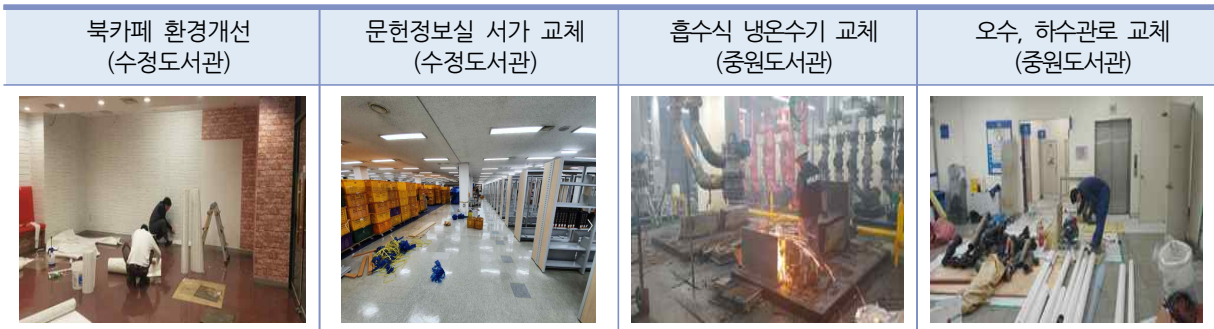 북카페 환경개선
(수정도서관)
문헌정보실 서가 교체
(수정도서관)
흡수식 냉온수기 교체
(중원도서관)
오수, 하수관로 교체
(중원도서관)